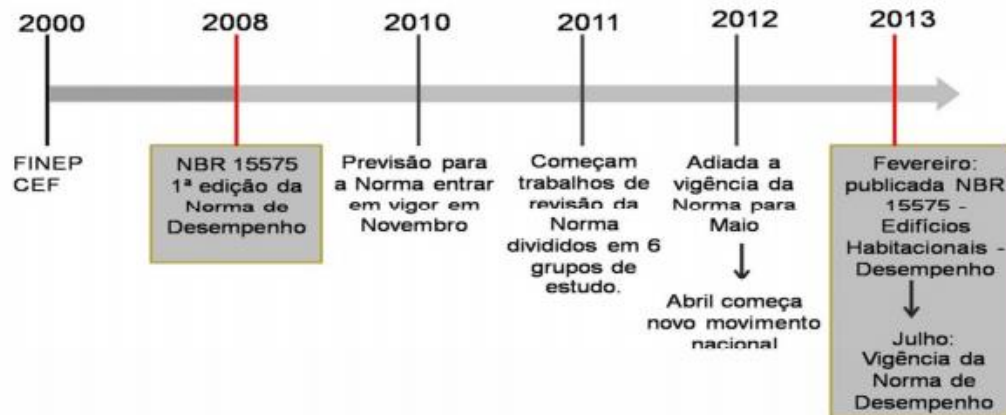 2000
FINEP
CEF
2008
NBR 15575
1ª edição da
Norma de
Desempenho
2010
Previsão para
a Norma entrar
em vigor em
Novembro
2011
Começam
trabalhos de
revisão da
Norma
divididos em 6
grupos de
estudo.
2012
Adiada a
vigência da
Norma para
Maio
Abril começa
novo movimento
nacional
2013
Fevereiro:
publicada NBR
15575 -
Edifícios
Habitacionais -
Desempenho
Julho:
Vigência da
Norma de
Desempenho